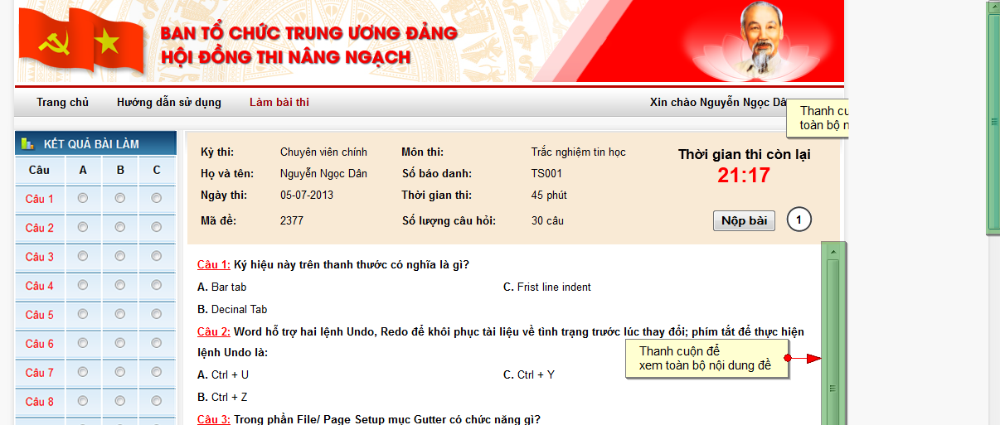 BAN TỔ CHỨC TRUNG ƯƠNG ĐẢNG
HỘI ĐỒNG THI NÂNG NGẠCH
Trang chủ Hướng dẫn sử dụng Làm bài thi Xin chào Nguyễn Ngọc Dâ
Thanh cu
toàn bộ n
KẾT QUẢ BÀI LÀM
Câu A B C
Câu 1
Câu 2
Câu 3
Câu 4
Câu 5
Câu 6
Câu 7
Câu 8
Kỳ thi: Chuyên viên chính Môn thi: Trắc nghiệm tin học
Họ và tên: Nguyễn Ngọc Dân Số báo danh: TS001
Ngày thi: 05-07-2013 Thời gian thi: 45 phút
Mã đề: 2377 Số lượng câu hỏi: 30 câu
Thời gian thi còn lại
21:17
Nộp bài 1
Câu 1: Ký hiệu này trên thanh thước có nghĩa là gì?
A. Bar tab C. Frist line indent
B. Decinal Tab
Câu 2: Word hỗ trợ hai lệnh Undo, Redo để khôi phục tài liệu về tình trạng trước lúc thay đổi; phím tắt để thực hiện
lệnh Undo là:
A. Ctrl + U C. Ctrl + Y
B. Ctrl + Z
Thanh cuộn để
xem toàn bộ nội dung đề
Câu 3: Trong phần File/ Page Setup mục Gutter có chức năng gì?